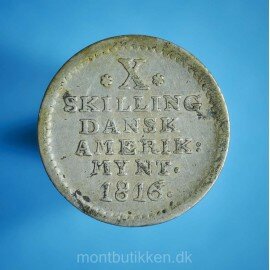 * X *
SKILLING
DANSK
AMERIK:
MYNT.
1816.
montbutikken.dk